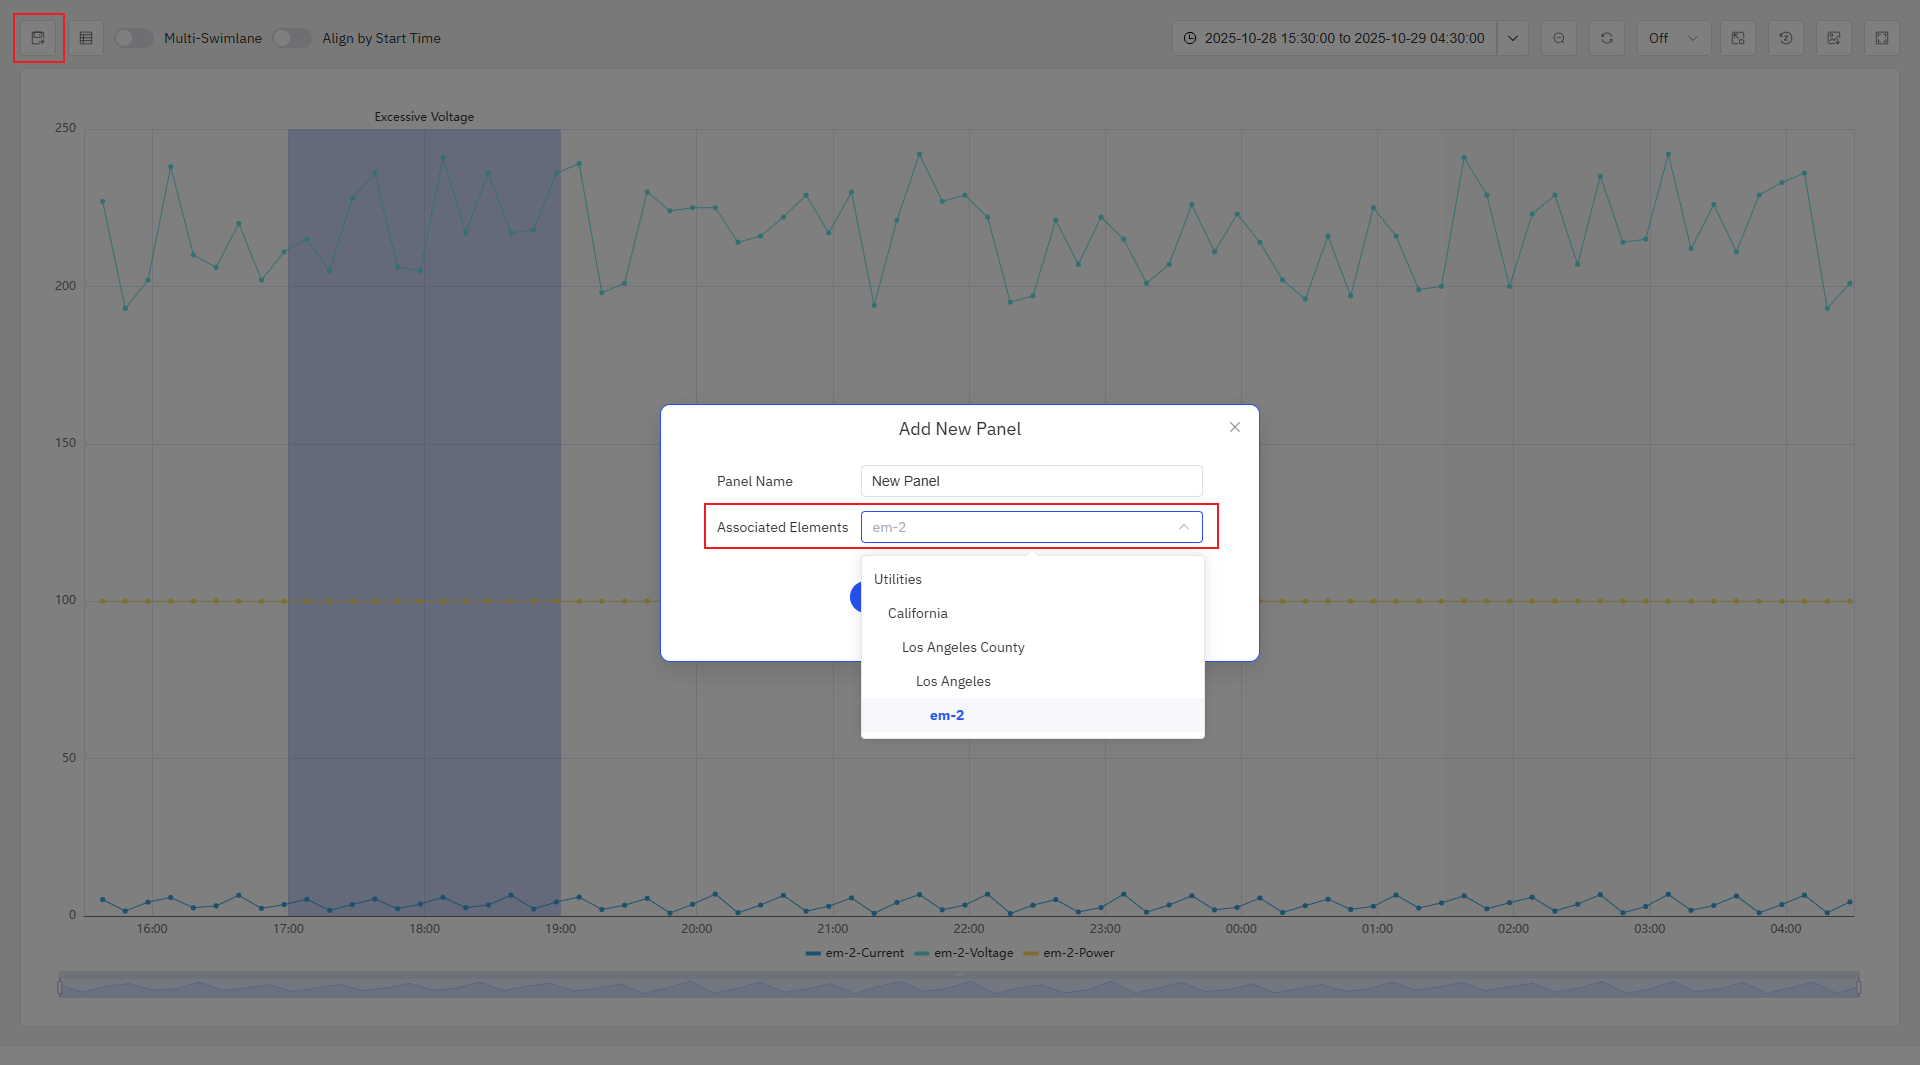 Multi-Swimlane Align by Start Time 2025-10-28 15:30:00 to 2025-10-29 04:30:00 Off
Excessive Voltage
250
200
150
100
50
0
16:00 17:00 18:00 19:00 20:00 21:00 22:00 23:00 00:00 01:00 02:00 03:00 04:00
em-2-Current em-2-Voltage em-2-Power
Add New Panel
Panel Name New Panel
Associated Elements em-2
Utilities
California
Los Angeles County
Los Angeles
em-2